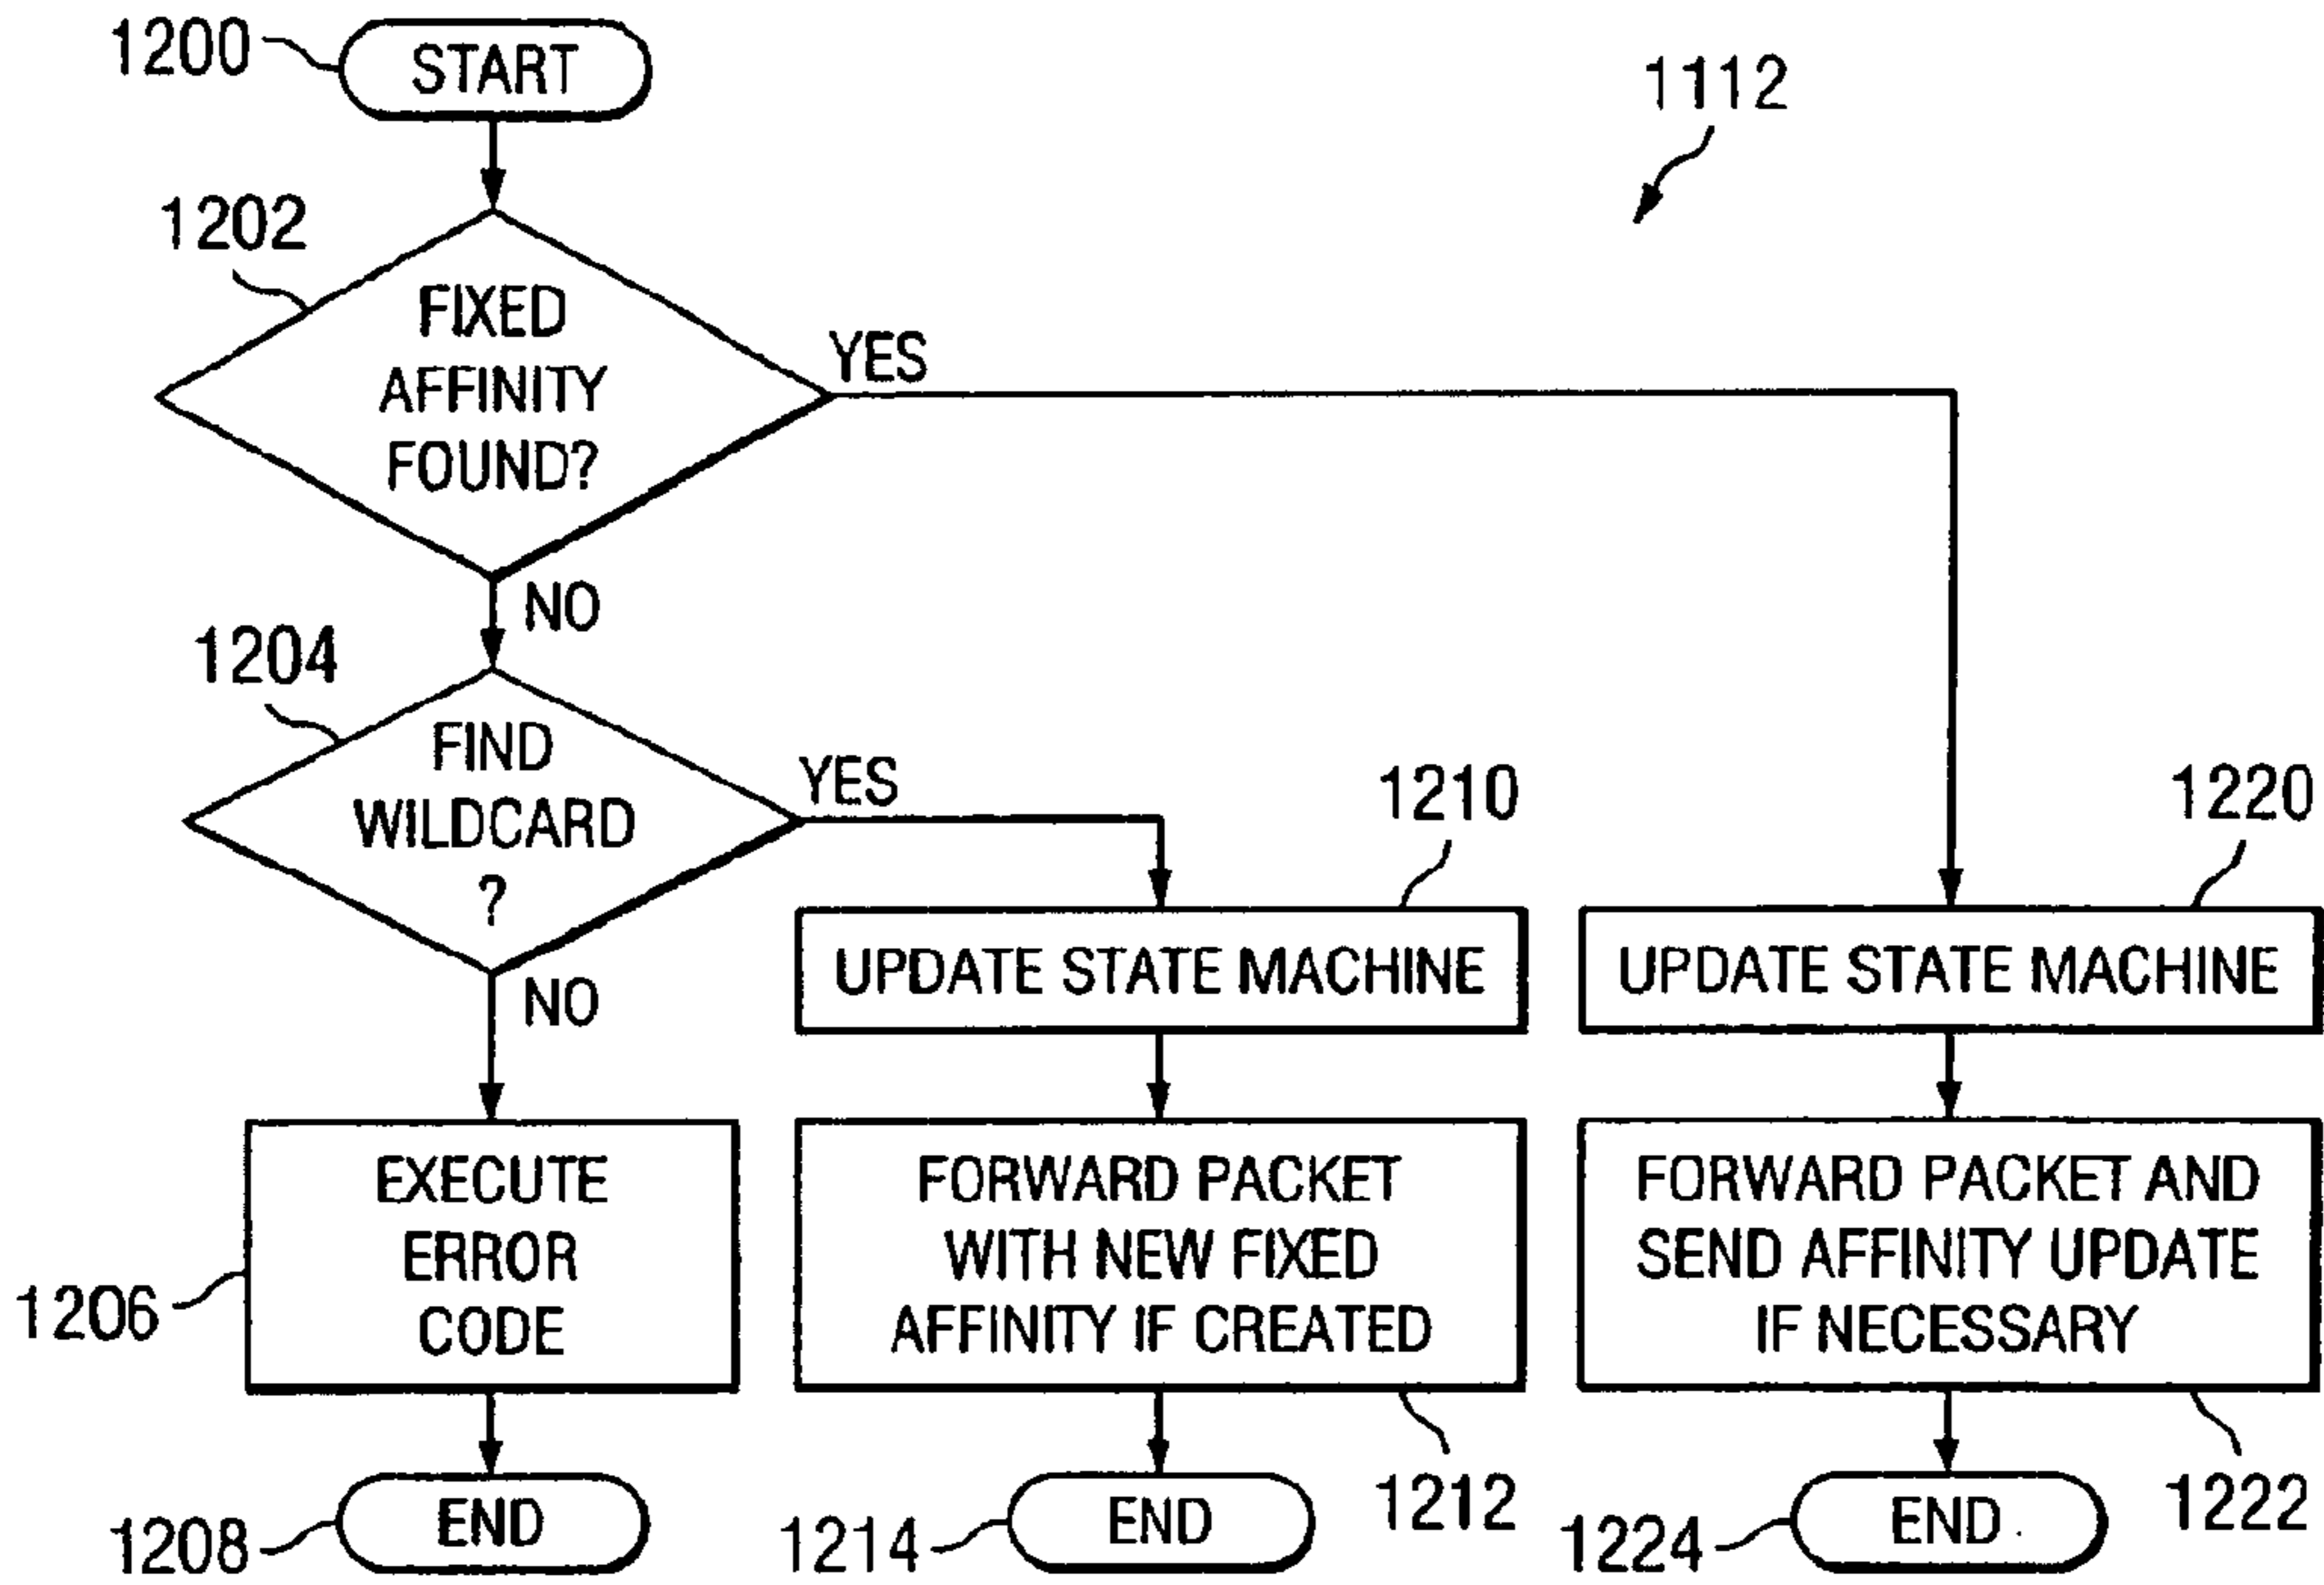 1200
START
1112
1202
FIXED
AFFINITY
FOUND?
YES
NO
1204
FIND
WILDCARD
?
YES
NO
1210
UPDATE STATE MACHINE
1220
UPDATE STATE MACHINE
EXECUTE
ERROR
CODE
1206
FORWARD PACKET
WITH NEW FIXED
AFFINITY IF CREATED
1212
FORWARD PACKET AND
SEND AFFINITY UPDATE
IF NECESSARY
1222
1208
END
1214
END
1224
END